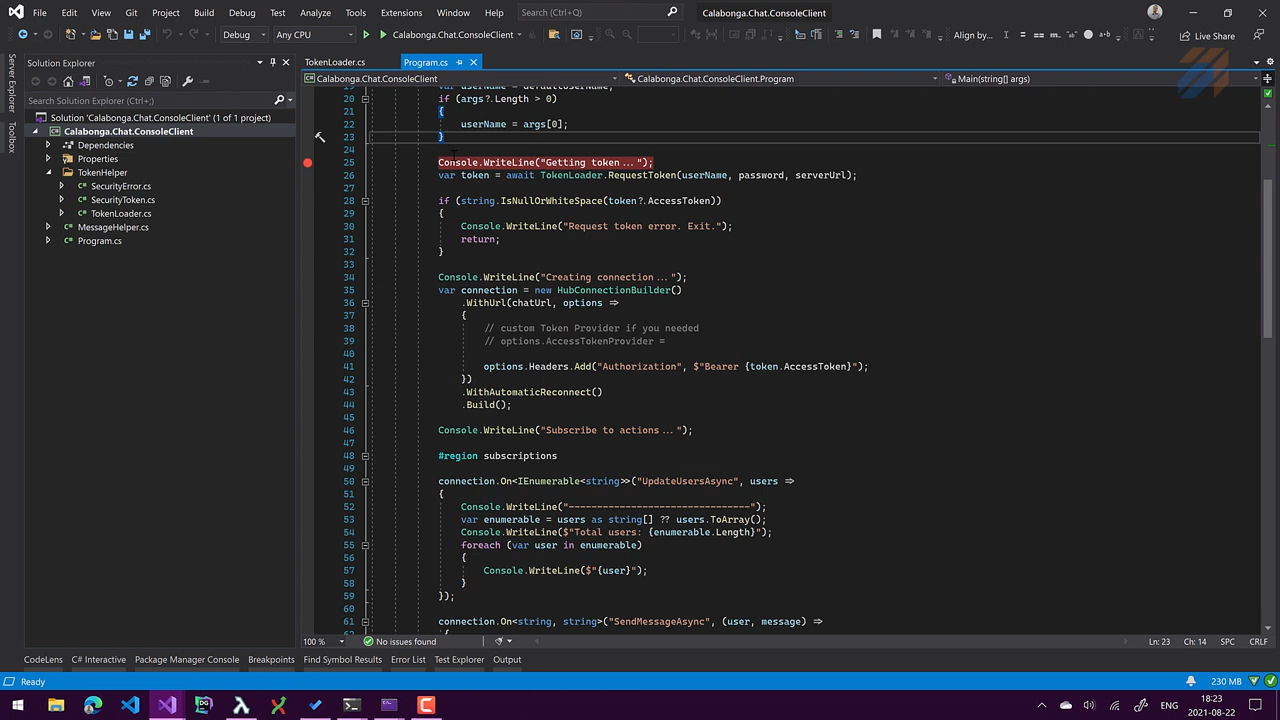 File Edit View Git Project Build Debug Test Analyze Tools Extensions Window Help Search (Ctrl+Q) Calabonga.Chat.ConsoleClient
Debug Any CPU Calabonga.Chat.ConsoleClient Align by... Live Share
Server Explorer
Toolbox
Solution Explorer
Search Solution Explorer (Ctrl+;)
Solution 'Calabonga.Chat.ConsoleClient' (1 of 1 project)
Calabonga.Chat.ConsoleClient
Dependencies
Properties
TokenHelper
SecurityError.cs
SecurityToken.cs
TokenLoader.cs
MessageHelper.cs
Program.cs
TokenLoader.cs Program.cs
Calabonga.Chat.ConsoleClient Calabonga.Chat.ConsoleClient.Program Main(string[] args)
19 var userName = defaultUserName;
20 if (args?.Length > 0)
21 {
22 userName = args[0];
23 }
24
25 Console.WriteLine("Getting token...");
26 var token = await TokenLoader.RequestToken(userName, password, serverUrl);
27
28 if (string.IsNullOrWhiteSpace(token?.AccessToken))
29 {
30 Console.WriteLine("Request token error. Exit.");
31 return;
32 }
33
34 Console.WriteLine("Creating connection...");
35 var connection = new HubConnectionBuilder()
36 .WithUrl(chatUrl, options =>
37 {
38 // custom Token Provider if you needed
39 // options.AccessTokenProvider =
40
41 options.Headers.Add("Authorization", $"Bearer {token.AccessToken}");
42 })
43 .WithAutomaticReconnect()
44 .Build();
45
46 Console.WriteLine("Subscribe to actions...");
47
48 #region subscriptions
49
50 connection.On<IEnumerable<string>>("UpdateUsersAsync", users =>
51 {
52 Console.WriteLine("--------------------------------");
53 var enumerable = users as string[] ?? users.ToArray();
54 Console.WriteLine($"Total users: {enumerable.Length}");
55 foreach (var user in enumerable)
56 {
57 Console.WriteLine($"{user}");
58 }
59 });
60
61 connection.On<string, string>("SendMessageAsync", (user, message) =>
62 {
100 % No issues found Ln: 23 Ch: 14 SPC CRLF
CodeLens C# Interactive Package Manager Console Breakpoints Find Symbol Results Error List Test Explorer Output
Ready 230 MB
ENG 18:23
2021-08-22